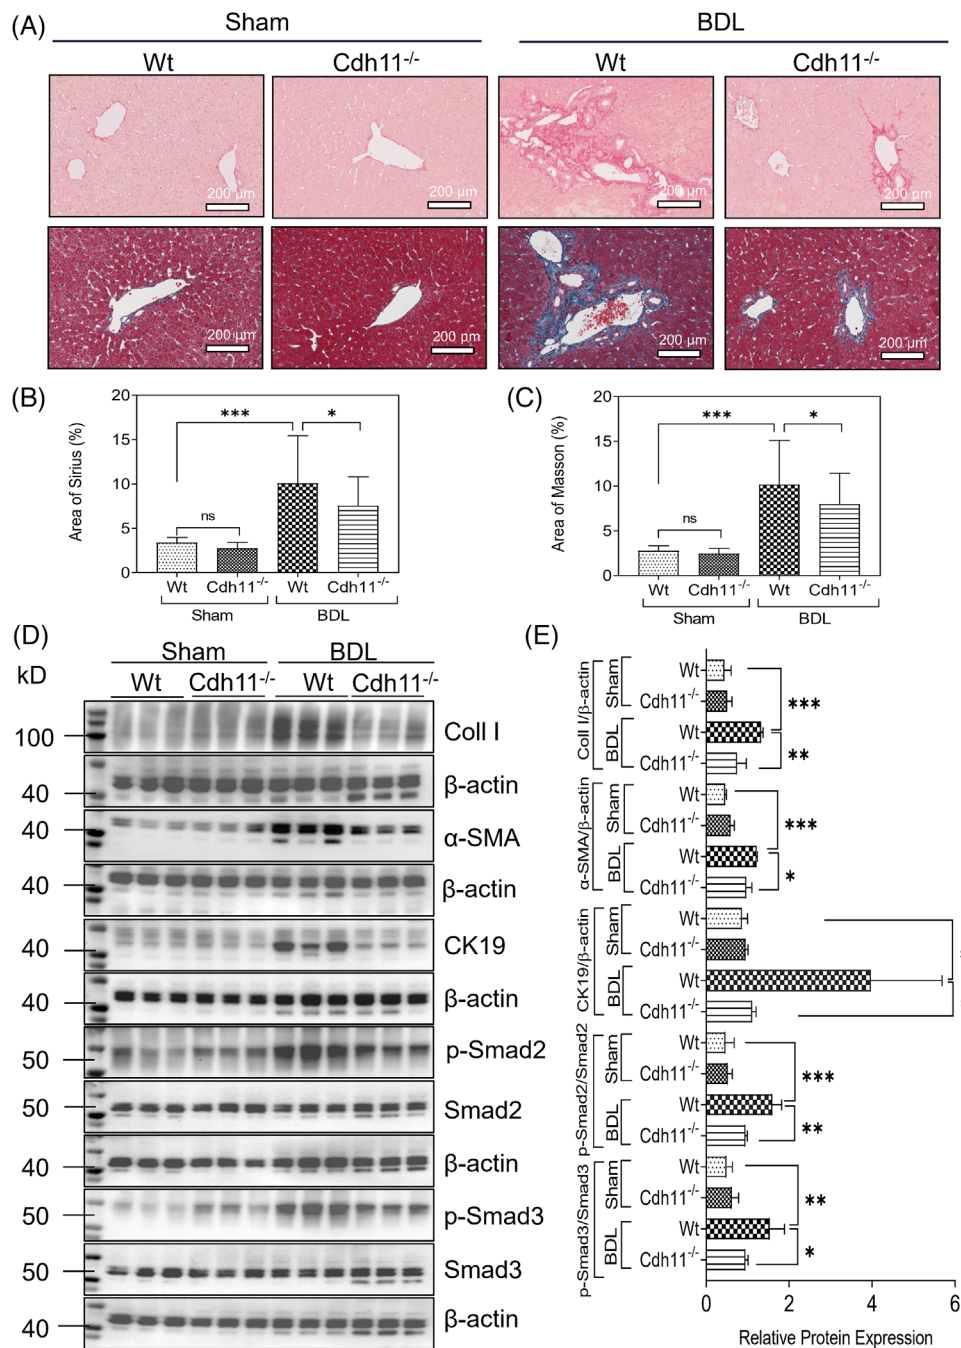 (A)
Sham BDL
Wt Cdh11-/- Wt Cdh11-/-
200 µm 200 µm 200 µm 200 µm
200 µm 200 µm 200 µm 200 µm
(B)
Area of Sirius (%)
20
15
10
5
0
*** *
ns
Wt Cdh11-/- Wt Cdh11-/-
Sham BDL
(C)
Area of Masson (%)
20
15
10
5
0
*** *
ns
Wt Cdh11-/- Wt Cdh11-/-
Sham BDL
(D)
Sham BDL
kD Wt Cdh11-/- Wt Cdh11-/-
100 Coll I
40 β-actin
40 α-SMA
40 β-actin
40 CK19
40 β-actin
50 p-Smad2
50 Smad2
40 β-actin
50 p-Smad3
50 Smad3
40 β-actin
(E)
Coll I/β-actin
Sham
Wt
Cdh11-/-
BDL
Wt
Cdh11-/-
***
**
α-SMA/β-actin
Sham
Wt
Cdh11-/-
BDL
Wt
Cdh11-/-
***
*
CK19/β-actin
Sham
Wt
Cdh11-/-
BDL
Wt
Cdh11-/-
p-Smad2/Smad2
Sham
Wt
Cdh11-/-
BDL
Wt
Cdh11-/-
***
**
p-Smad3/Smad3
Sham
Wt
Cdh11-/-
BDL
Wt
Cdh11-/-
**
*
0 2 4 6
Relative Protein Expression